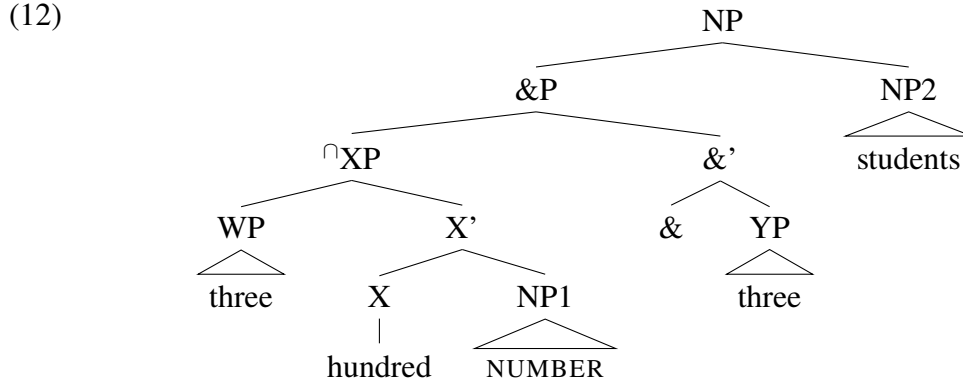 (12) NP
&P NP2
∩XP &’ students
WP X’ & YP
three X NP1 three
hundred NUMBER